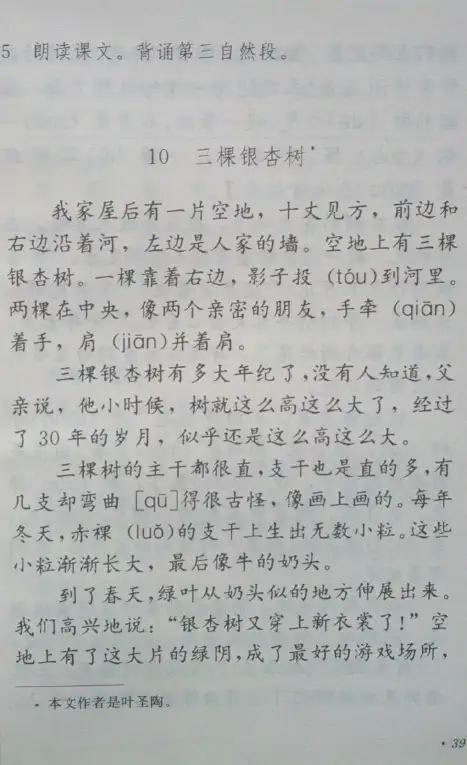 5. 朗读课文。背诵第三自然段。
10 三棵银杏树*
我家屋后有一片空地，十丈见方，前边和
右边沿着河，左边是人家的墙。空地上有三棵
银杏树。一棵靠着右边，影子投（tóu）到河里。
两棵在中央，像两个亲密的朋友，手牵（qiān）
着手，肩（jiān）并着肩。
三棵银杏树有多大年纪了，没有人知道，父
亲说，他小时候，树就这么高这么大了，经过
了30年的岁月，似乎还是这么高这么大。
三棵树的主干都很直，支干也是直的多，有
几支却弯曲［qū］得很古怪，像画上画的。每年
冬天，赤裸（luǒ）的支干上生出无数小粒。这些
小粒渐渐长大，最后像牛的奶头。
到了春天，绿叶从奶头似的地方伸展出来。
我们高兴地说：“银杏树又穿上新衣裳了！”空
地上有了这大片的绿阴，成了最好的游戏场所，
* 本文作者是叶圣陶。
· 39